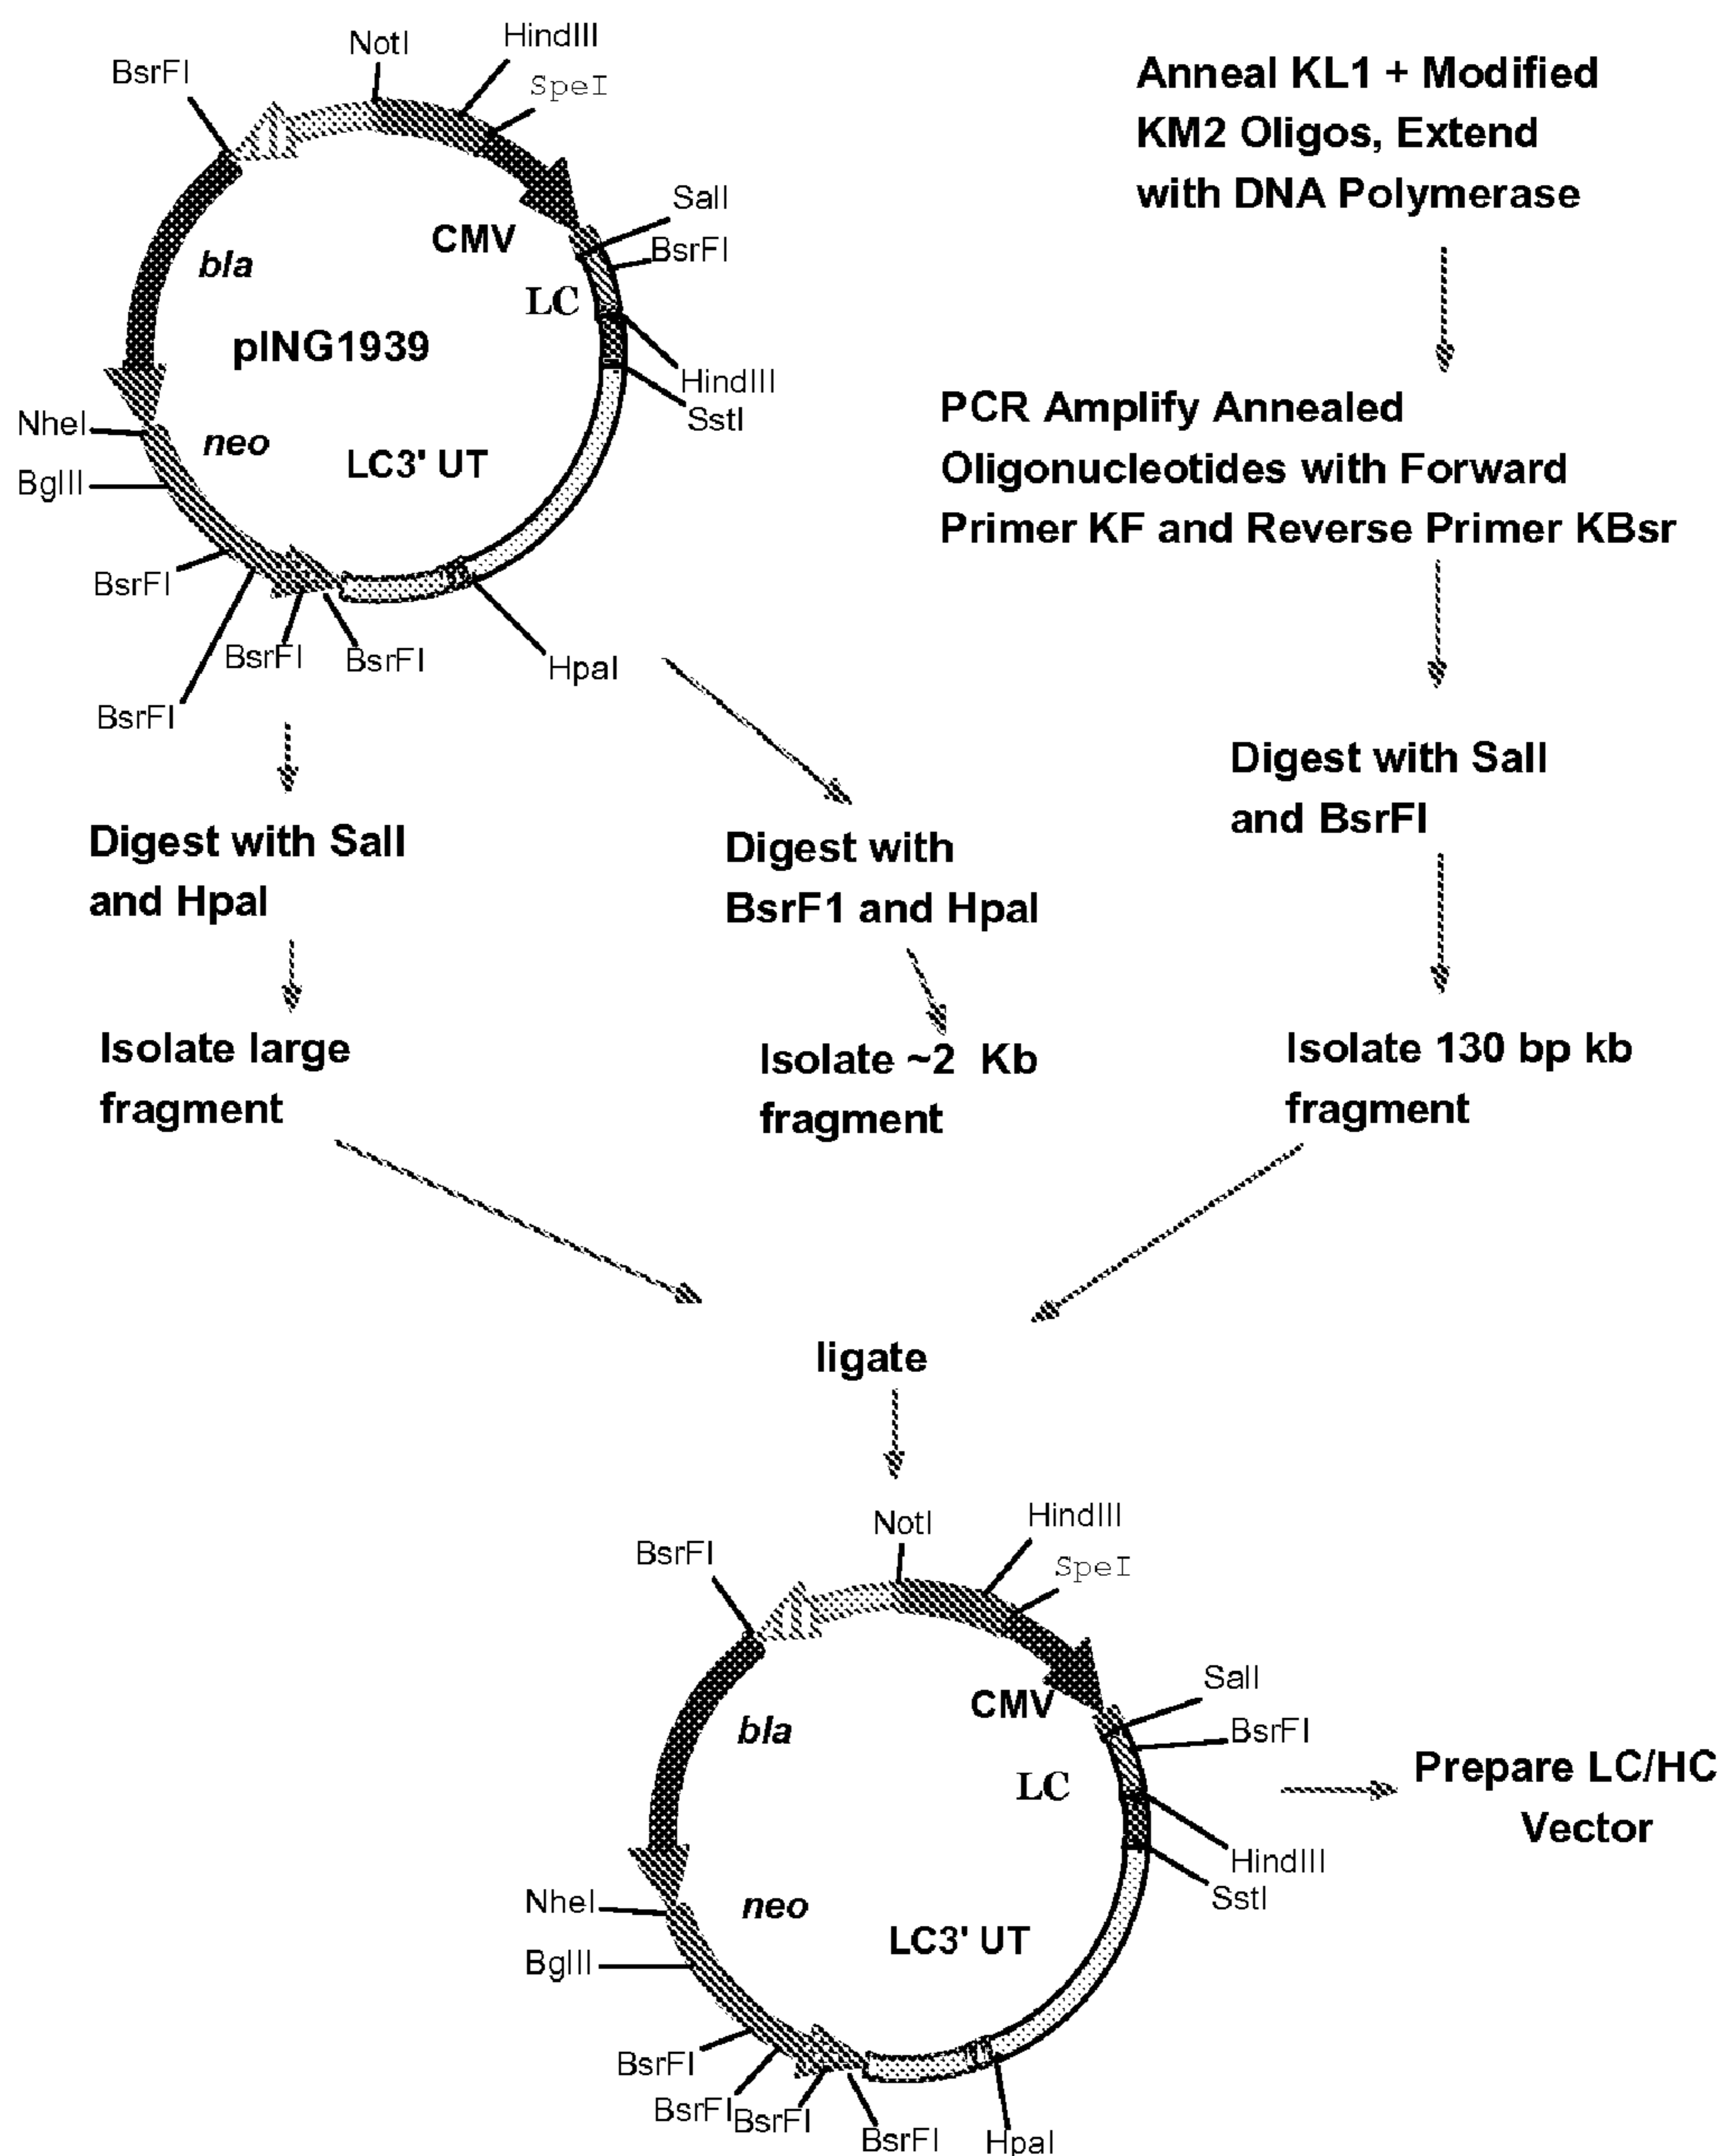 NotI
HindIII
SpeI
BsrFI
SalI
BsrFI
CMV
bla
LC
pING1939
HindIII
SstI
NheI
neo
LC3' UT
BglII
BsrFI
BsrFI
BsrFI
HpaI
BsrFI
Anneal KL1 + Modified
KM2 Oligos, Extend
with DNA Polymerase
PCR Amplify Annealed
Oligonucleotides with Forward
Primer KF and Reverse Primer KBsr
Digest with SalI
and HpaI
Digest with
BsrF1 and HpaI
Digest with SalI
and BsrFI
Isolate large
fragment
Isolate ~2 Kb
fragment
Isolate 130 bp kb
fragment
ligate
NotI
HindIII
SpeI
BsrFI
SalI
BsrFI
CMV
bla
LC
HindIII
SstI
NheI
neo
LC3' UT
BglII
BsrFI
BsrFI
BsrFI
BsrFI
HpaI
Prepare LC/HC
Vector